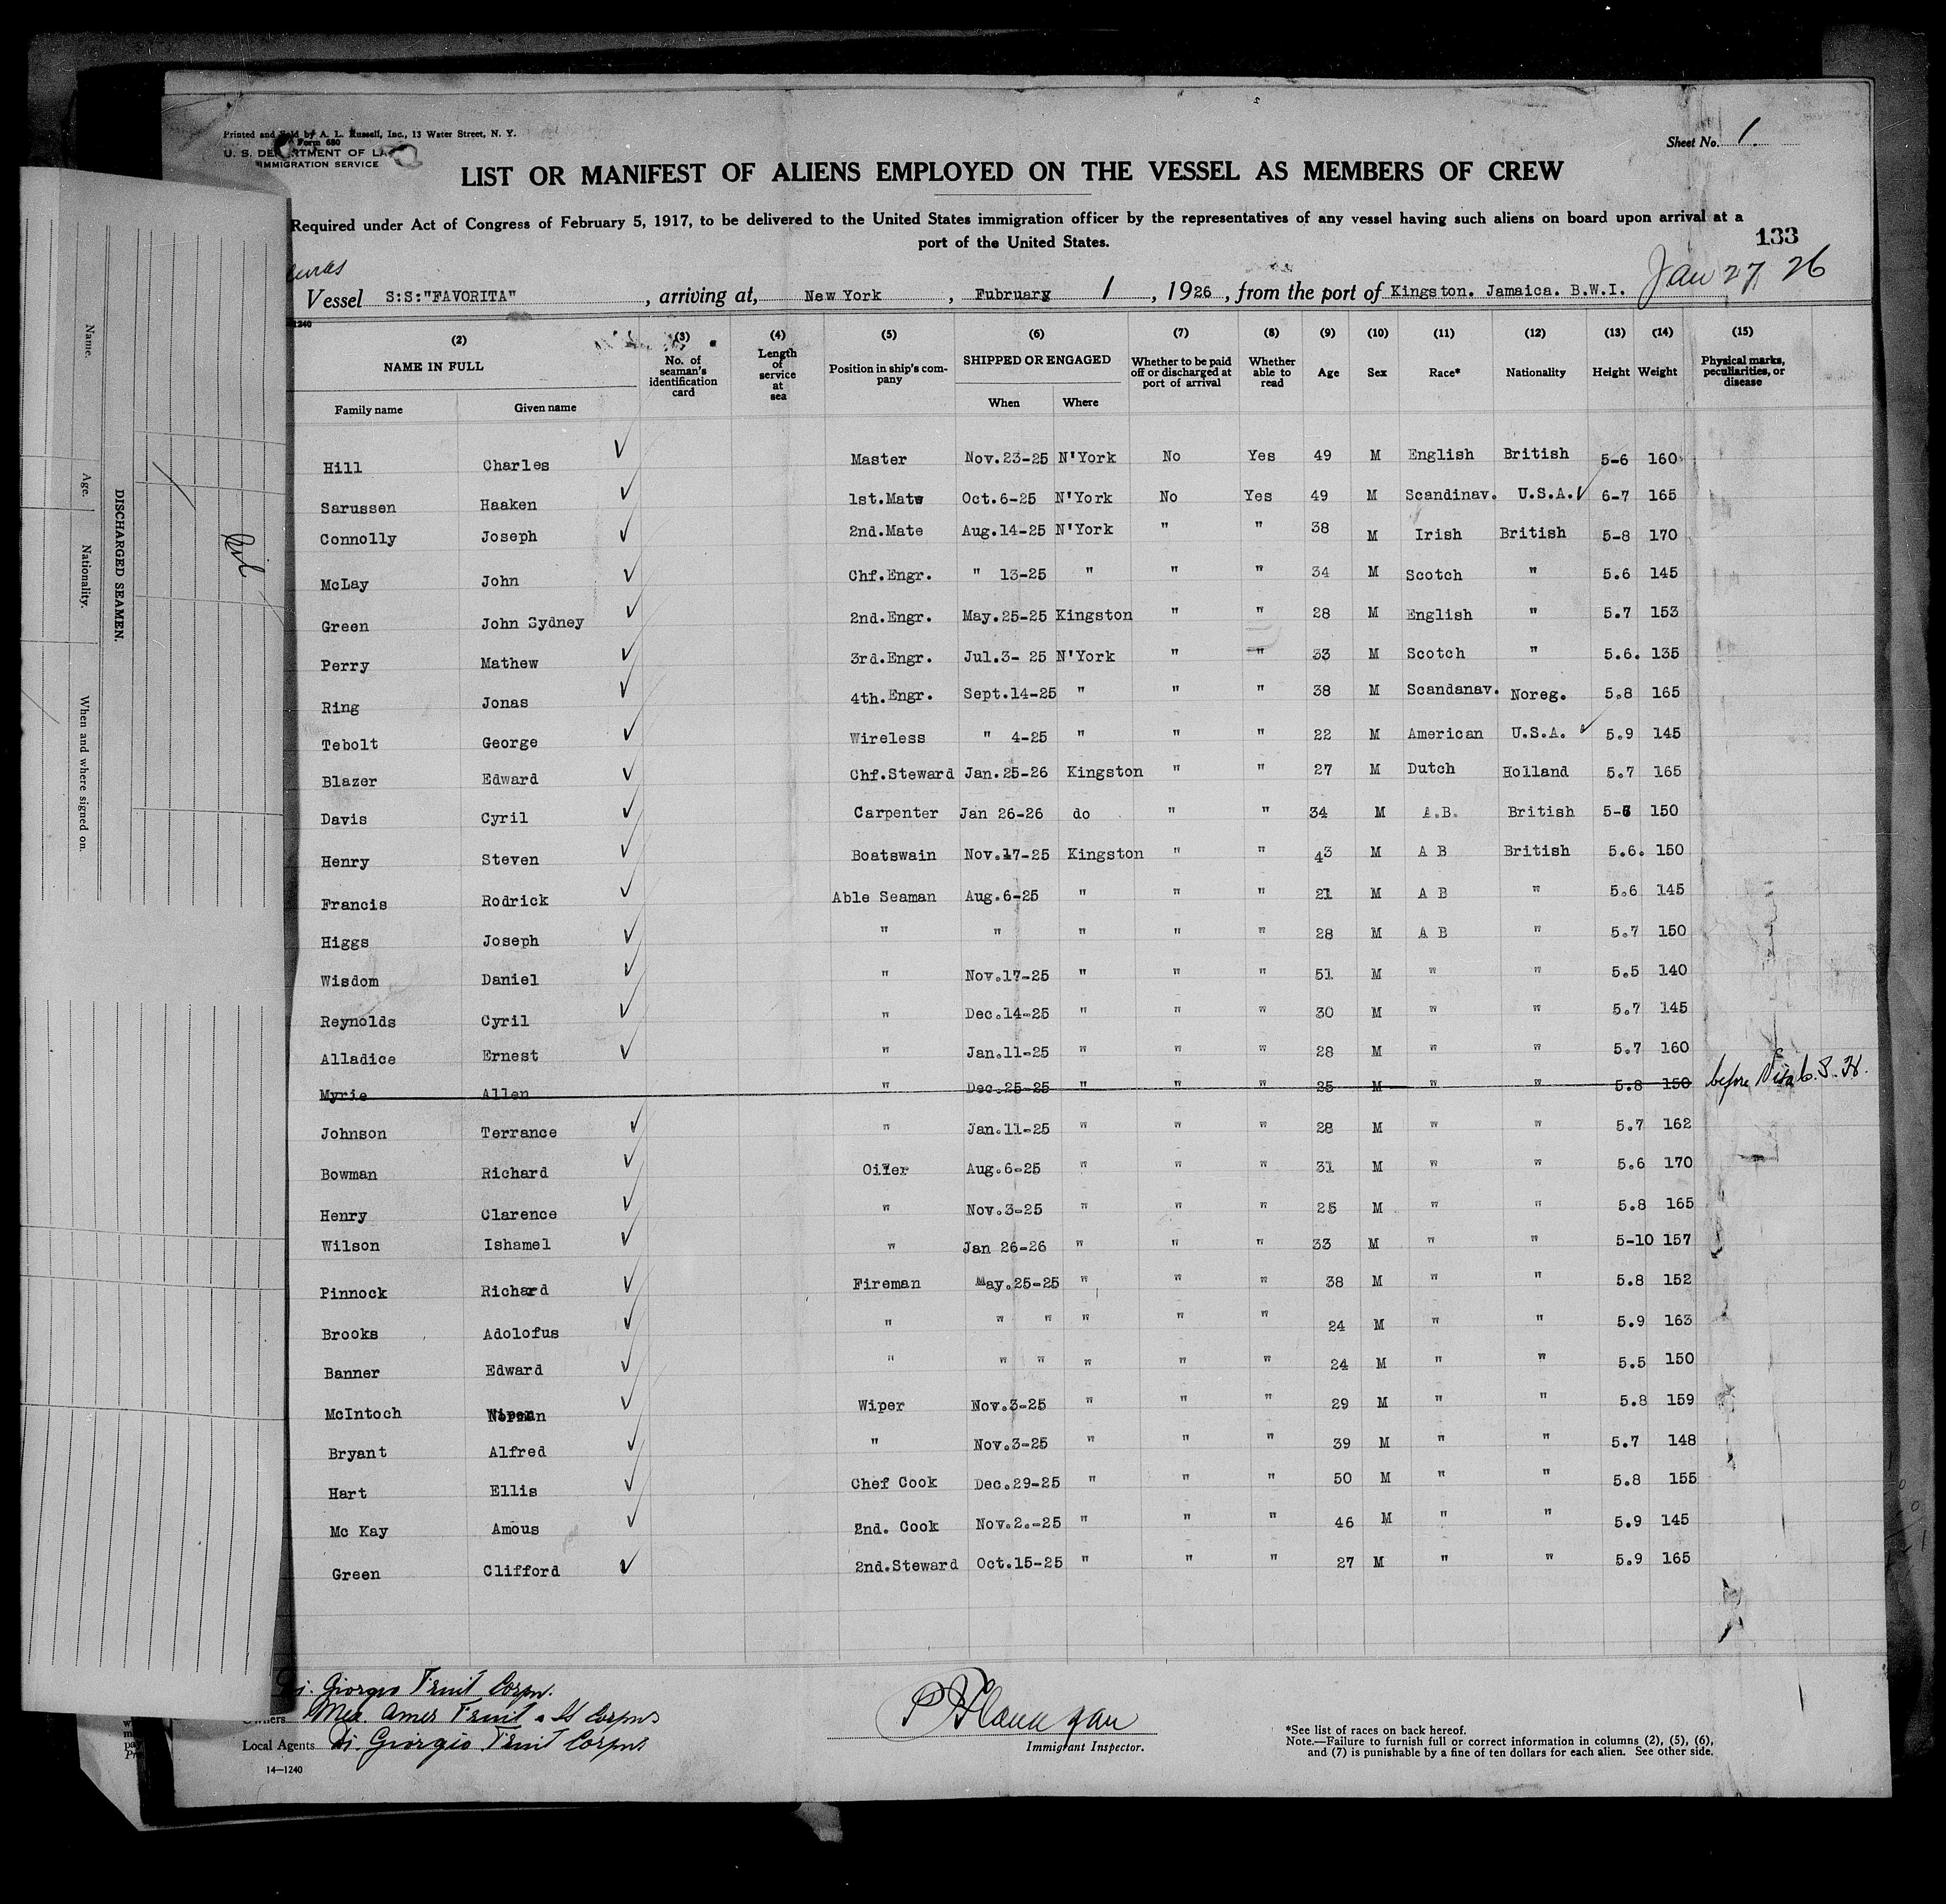 Printed and Sold by A. L. Russell, Inc., 13 Water Street, N. Y.
Form 680
U. S. DEPARTMENT OF LA
IMMIGRATION SERVICE
Sheet No. 1.
LIST OR MANIFEST OF ALIENS EMPLOYED ON THE VESSEL AS MEMBERS OF CREW
Required under Act of Congress of February 5, 1917, to be delivered to the United States immigration officer by the representatives of any vessel having such aliens on board upon arrival at a
port of the United States.
133
Vessel S:S:"FAVORITA", arriving at, New York, Fubruary 1, 1926, from the port of Kingston. Jamaica. B.W.I. Jan 27 26
1240
(2) (3) (4) (5) (6) (7) (8) (9) (10) (11) (12) (13) (14) (15)
NAME IN FULL No. of seaman's identification card Length of service at sea Position in ship's company SHIPPED OR ENGAGED Whether to be paid off or discharged at port of arrival Whether able to read Age Sex Race* Nationality Height Weight Physical marks, peculiarities, or disease
Family name Given name When Where
Hill Charles ✓ Master Nov.23-25 N'York No Yes 49 M English British 5-6 160
Sarussen Haaken ✓ 1st.Mate Oct.6-25 N'York No Yes 49 M Scandinav. U.S.A.✓ 6-7 165
Connolly Joseph ✓ 2nd.Mate Aug.14-25 N'York " " 38 M Irish British 5-8 170
McLay John ✓ Chf.Engr. " 13-25 " " " 34 M Scotch " 5.6 145
Green John Sydney ✓ 2nd.Engr. May.25-25 Kingston " " 28 M English " 5.7 153
Perry Mathew ✓ 3rd.Engr. Jul.3- 25 N'York " " 33 M Scotch " 5.6. 135
Ring Jonas ✓ 4th.Engr. Sept.14-25 " " " 38 M Scandanav. Noreg. 5.8 165
Tebolt George ✓ Wireless " 4-25 " " " 22 M American U.S.A. ✓ 5.9 145
Blazer Edward ✓ Chf.Steward Jan.25-26 Kingston " " 27 M Dutch Holland 5.7 165
Davis Cyril ✓ Carpenter Jan 26-26 do " " 34 M A.B. British 150
Henry Steven ✓ Boatswain Nov.17-25 Kingston " " 43 M A B British 5.6. 150
Francis Rodrick ✓ Able Seaman Aug.6-25 " " " 21 M A B " 5.6 145
Higgs Joseph ✓ " " " " " 28 M A B " 5.7 150
Wisdom Daniel ✓ " Nov.17-25 " " " 51 M " " 5.5 140
Reynolds Cyril ✓ " Dec.14-25 " " " 30 M " " 5.7 145
Alladice Ernest ✓ " Jan.11-25 " " " 28 M " " 5.7 160
Myrie Allen " Dec.25-25 " " " 25 M " " 5.8 150 before Visa
Johnson Terrance ✓ " Jan.11-25 " " " 28 M " " 5.7 162
Bowman Richard ✓ Oiler Aug.6-25 " " " 31 M " " 5.6 170
Henry Clarence ✓ " Nov.3-25 " " " 25 M " " 5.8 165
Wilson Ishamel ✓ " Jan 26-26 " " " 33 M " " 5-10 157
Pinnock Richard ✓ Fireman May.25-25 " " " 38 M " " 5.8 152
Brooks Adolofus ✓ " " " " " " 24 M " " 5.9 163
Banner Edward ✓ " " " " " " 24 M " " 5.5 150
McIntoch Norman ✓ Wiper Nov.3-25 " " " 29 M " " 5.8 159
Bryant Alfred ✓ " Nov.3-25 " " " 39 M " " 5.7 148
Hart Ellis ✓ Chef Cook Dec.29-25 " " " 50 M " " 5.8 155
Mc Kay Amous ✓ 2nd. Cook Nov.2.-25 " " " 46 M " " 5.9 145
Green Clifford ✓ 2nd.Steward Oct.15-25 " " " 27 M " " 5.9 165
Di. Giorgio Fruit Corpn.
Owners Mex. Amer Fruit & SS Corpn
Local Agents Di. Giorgio Fruit Corpn
14—1240
P Flanagan
Immigrant Inspector.
*See list of races on back hereof.
Note.—Failure to furnish full or correct information in columns (2), (5), (6),
and (7) is punishable by a fine of ten dollars for each alien. See other side.
DISCHARGED SEAMEN.
Name. Age. Nationality. When and where signed on.